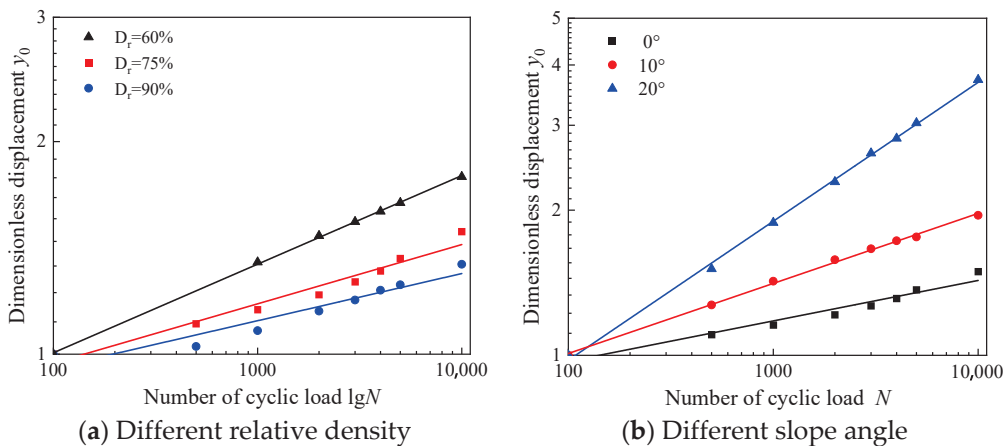 Dimensionless displacement y₀
3
2
1
100
1000
10,000
▲ D_r=60%
■ D_r=75%
● D_r=90%
Number of cyclic load lgN
(a) Different relative density
Dimensionless displacement y₀
5
4
3
2
1
100
1000
10,000
■ 0°
● 10°
▲ 20°
Number of cyclic load N
(b) Different slope angle